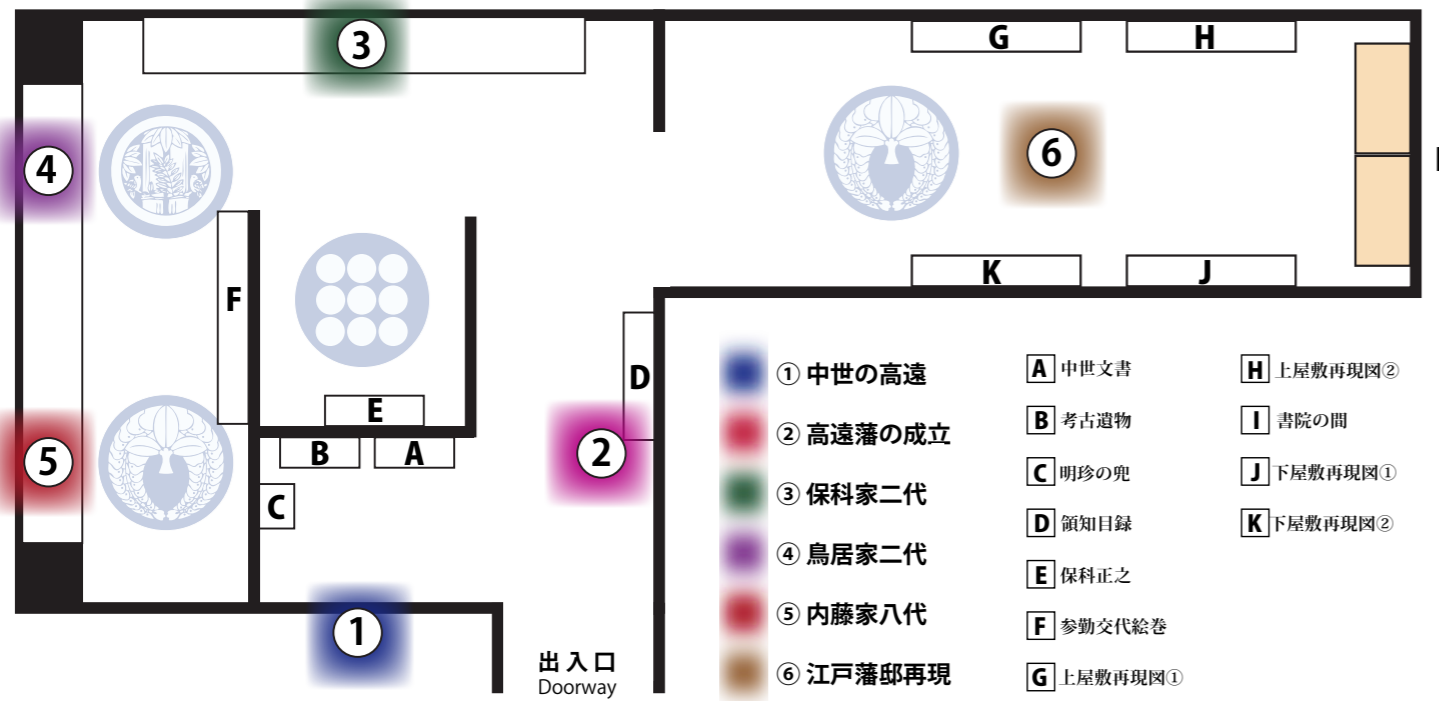 3
G
H
4
6
F
K
J
D
E
B
A
5
2
C
1
出入口
Doorway
① 中世の高遠
② 高遠藩の成立
③ 保科家二代
④ 鳥居家二代
⑤ 内藤家八代
⑥ 江戸藩邸再現
A 中世文書
B 考古遺物
C 明珍の兜
D 領知目録
E 保科正之
F 参勤交代絵巻
G 上屋敷再現図①
H 上屋敷再現図②
I 書院の間
J 下屋敷再現図①
K 下屋敷再現図②